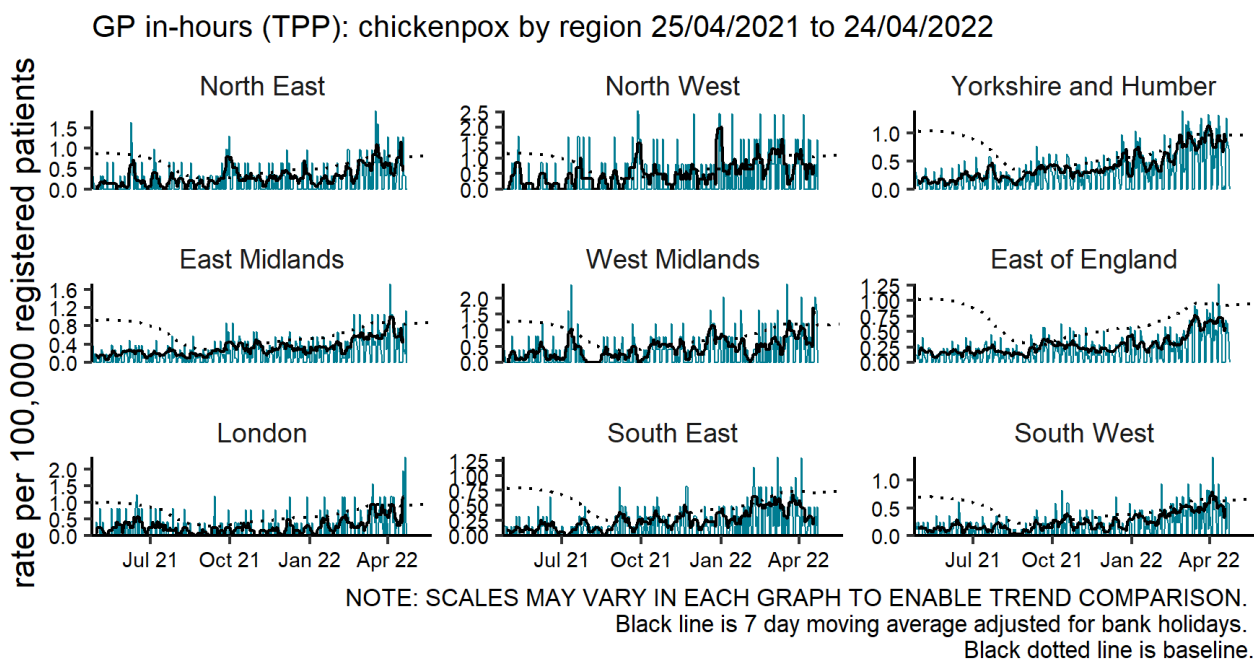 GP in-hours (TPP): chickenpox by region 25/04/2021 to 24/04/2022
rate per 100,000 registered patients
North East
1.5
1.0
0.5
0.0
North West
2.5
2.0
1.5
1.0
0.5
0.0
Yorkshire and Humber
1.0
0.5
0.0
East Midlands
1.6
1.2
0.8
0.4
0.0
West Midlands
2.0
1.5
1.0
0.5
0.0
East of England
1.25
1.00
0.75
0.50
0.25
0.00
London
2.0
1.5
1.0
0.5
0.0
South East
1.25
1.00
0.75
0.50
0.25
0.00
South West
1.0
0.5
0.0
Jul 21 Oct 21 Jan 22 Apr 22
Jul 21 Oct 21 Jan 22 Apr 22
Jul 21 Oct 21 Jan 22 Apr 22
NOTE: SCALES MAY VARY IN EACH GRAPH TO ENABLE TREND COMPARISON.
Black line is 7 day moving average adjusted for bank holidays.
Black dotted line is baseline.